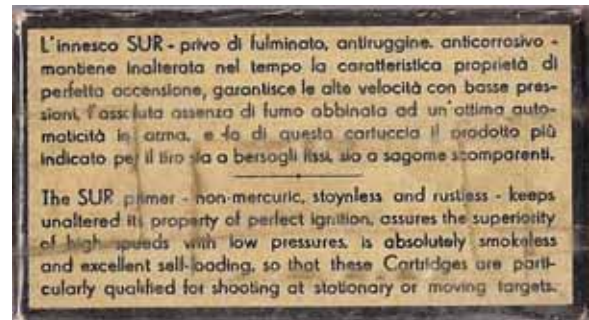 L'innesco SUR - privo di fulminato, antiruggine, anticorrosivo -
mantiene inalterata nel tempo la caratteristica proprietà di
perfetta accensione, garantisce le alte velocità con basse pres-
sioni, l'assoluta assenza di fumo abbinata ad un'ottima auto-
maticità in arma, e fa di questa cartuccia il prodotto più
indicato per il tiro sia a bersagli fissi, sia a sagome scomparenti.
The SUR primer - non-mercuric, staynless and rustless - keeps
unaltered its property of perfect ignition, assures the superiority
of high speeds with low pressures, is absolutely smokeless
and excellent self-loading, so that these Cartridges are parti-
cularly qualified for shooting at stationary or moving targets.